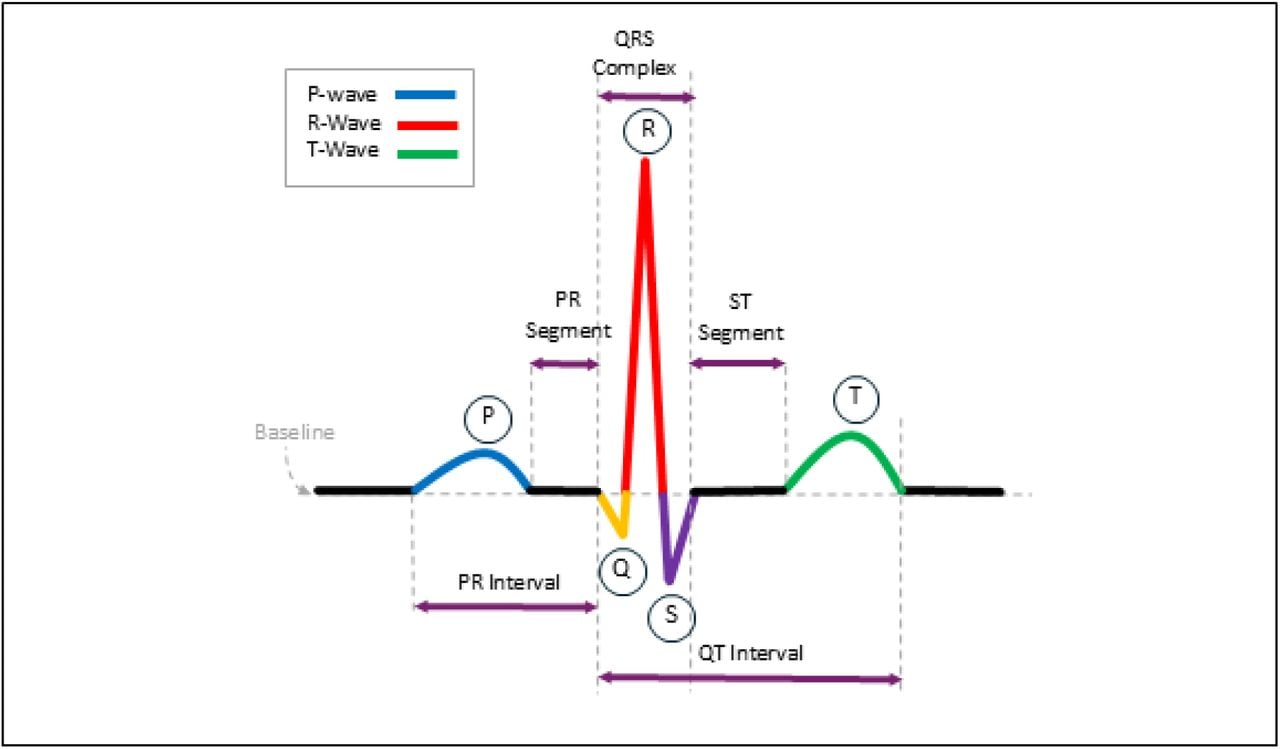 QRS
Complex
P-wave
R-Wave
T-Wave
R
PR
Segment
ST
Segment
P
T
Baseline
Q
PR Interval
S
QT Interval